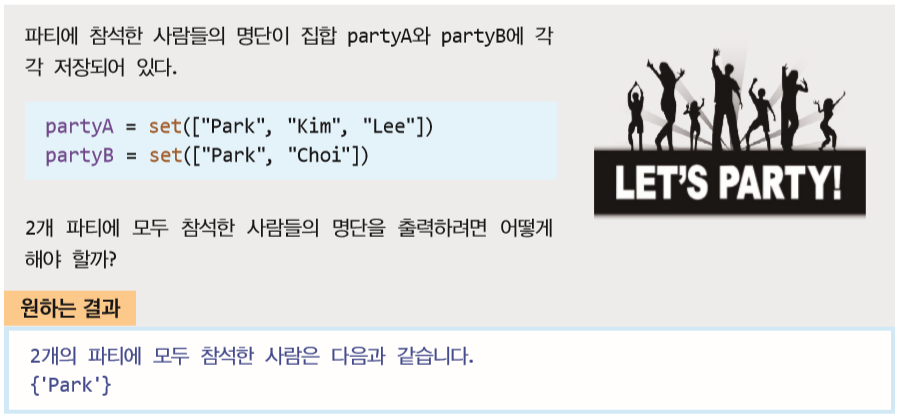 파티에 참석한 사람들의 명단이 집합 partyA와 partyB에 각
각 저장되어 있다.
partyA = set(["Park", "Kim", "Lee"])
partyB = set(["Park", "Choi"])
LET'S PARTY!
2개 파티에 모두 참석한 사람들의 명단을 출력하려면 어떻게
해야 할까?
원하는 결과
2개의 파티에 모두 참석한 사람은 다음과 같습니다.
{'Park'}